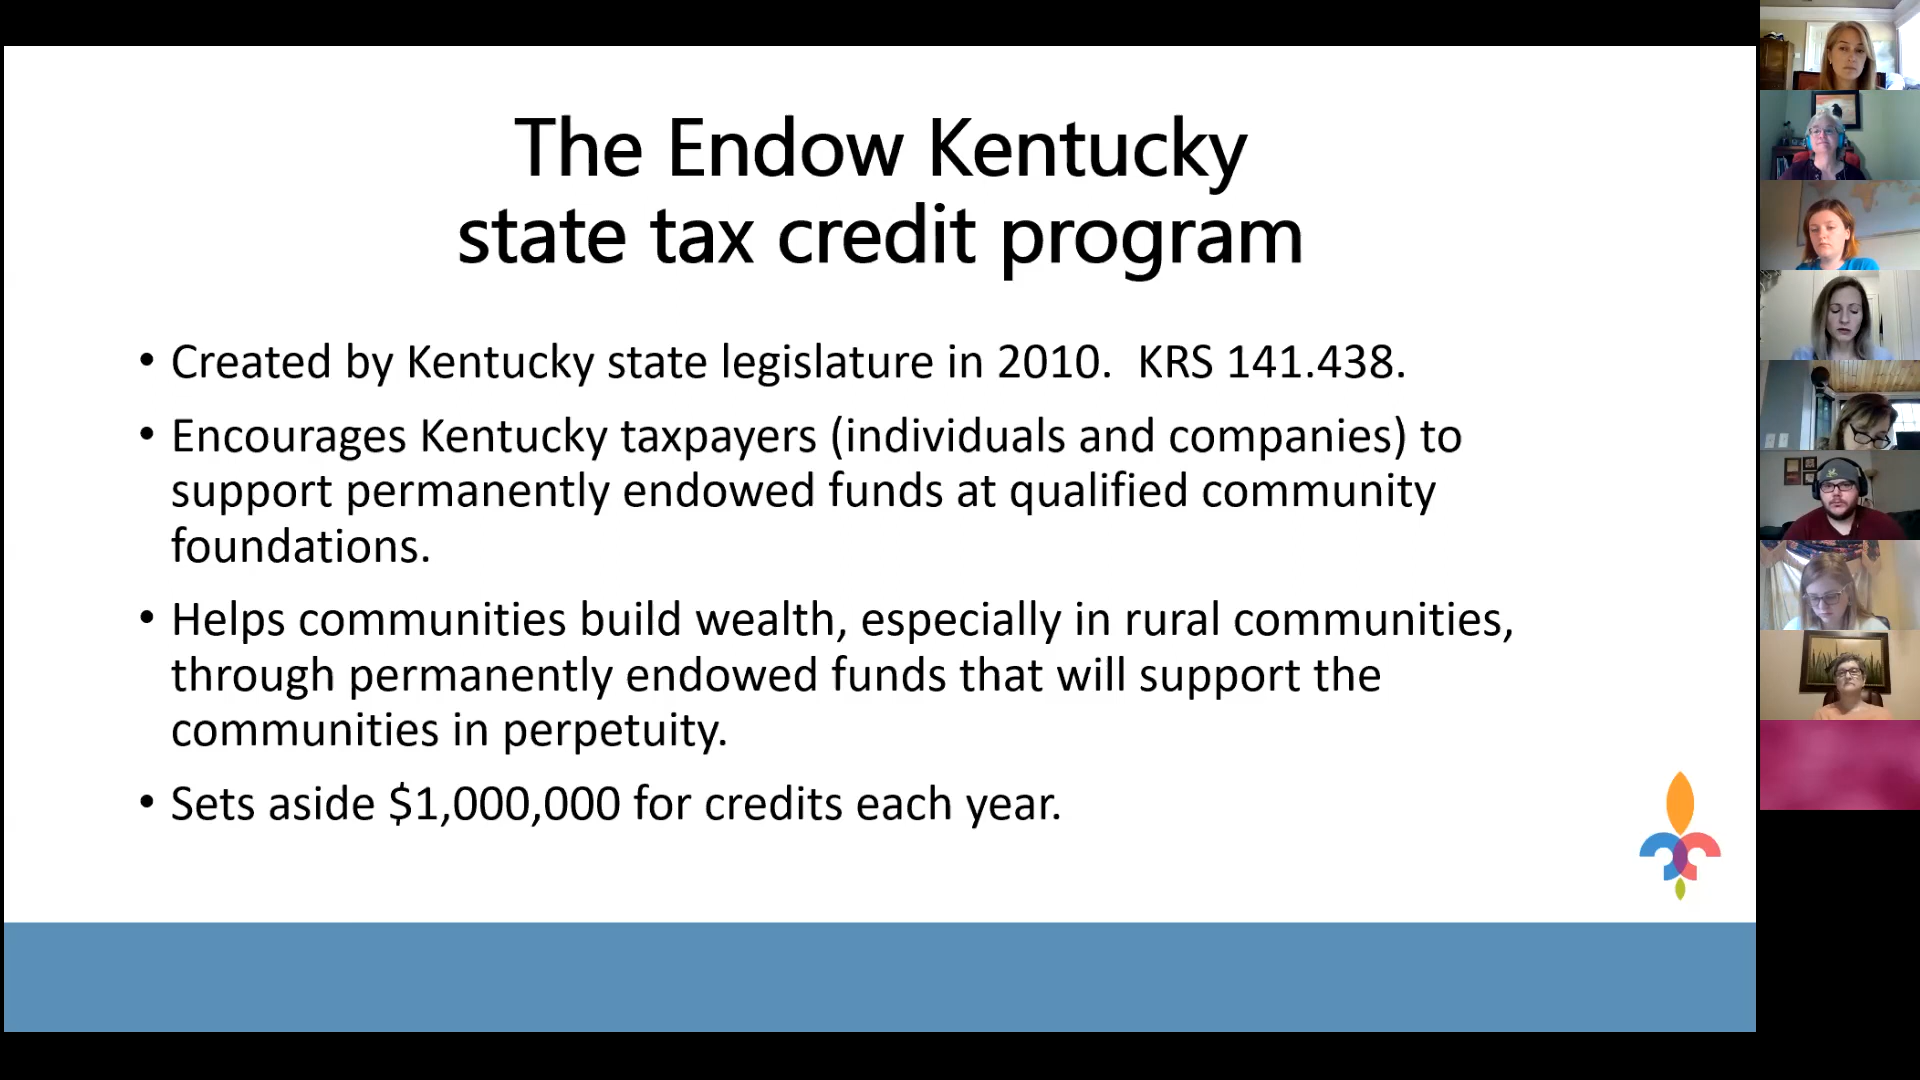 The Endow Kentucky
state tax credit program
• Created by Kentucky state legislature in 2010.  KRS 141.438.
• Encourages Kentucky taxpayers (individuals and companies) to
support permanently endowed funds at qualified community
foundations.
• Helps communities build wealth, especially in rural communities,
through permanently endowed funds that will support the
communities in perpetuity.
• Sets aside $1,000,000 for credits each year.